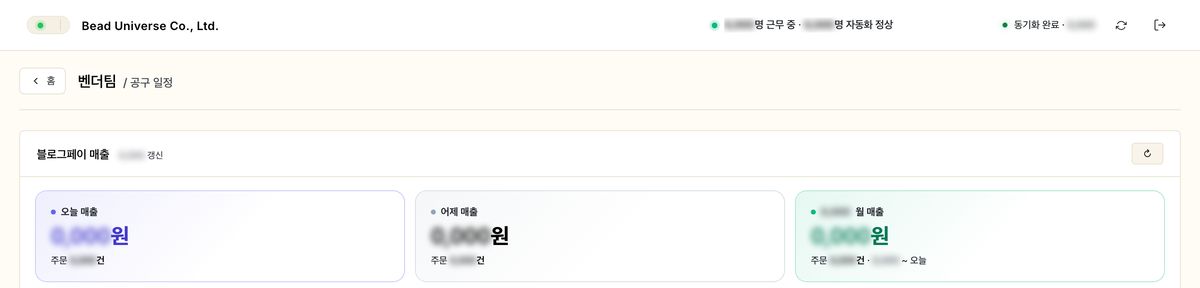 Bead Universe Co., Ltd.
명 근무 중 · 명 자동화 정상
동기화 완료 ·
홈
벤더팀 / 공구 일정
블로그페이 매출 갱신
오늘 매출
원
주문 건
어제 매출
원
주문 건
월 매출
원
주문 건 · ~ 오늘